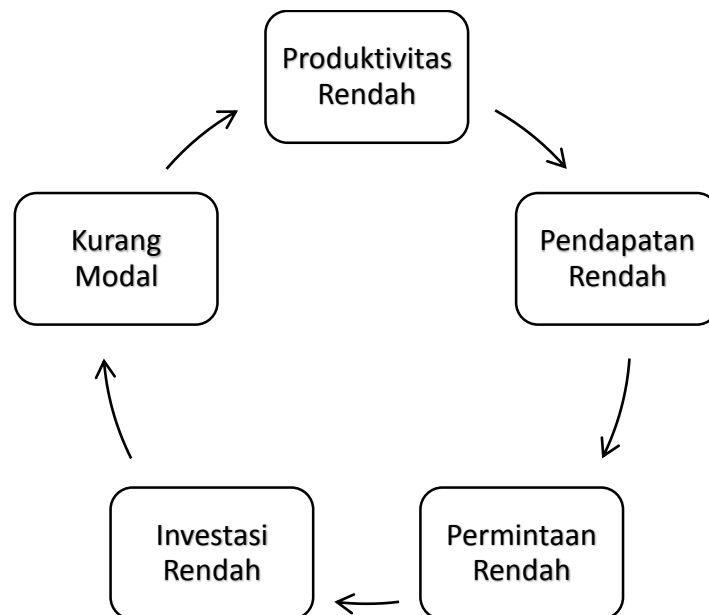 Produktivitas
Rendah
Pendapatan
Rendah
Permintaan
Rendah
Investasi
Rendah
Kurang
Modal